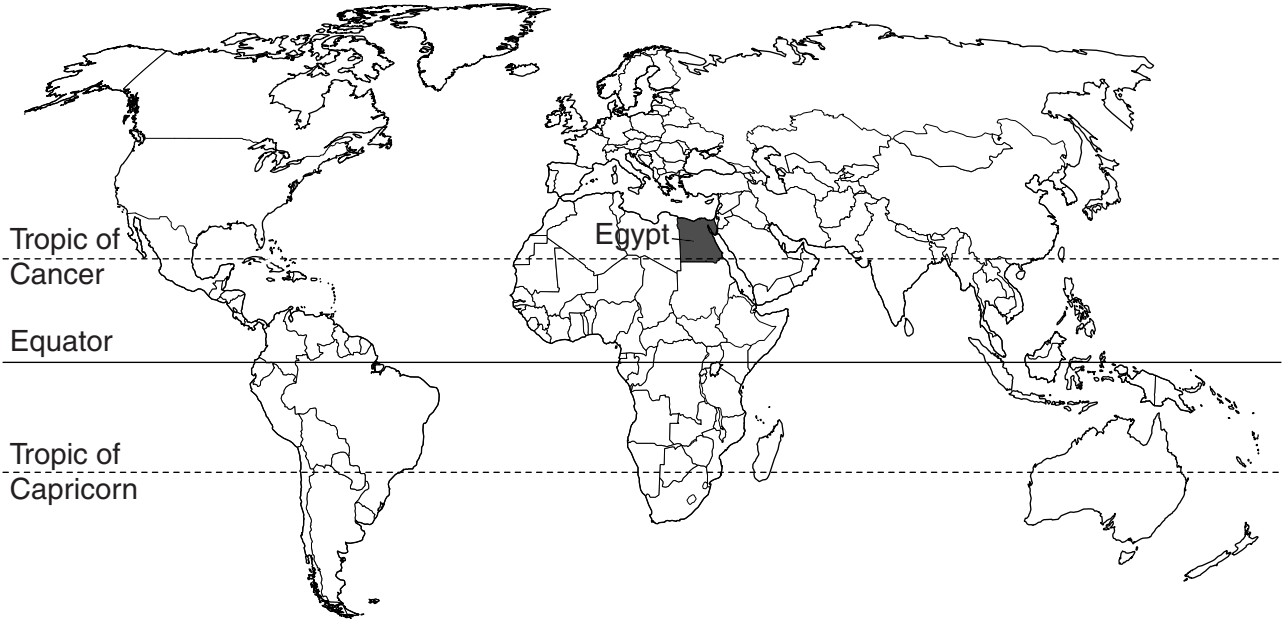 Egypt
Tropic of
Cancer
Equator
Tropic of
Capricorn